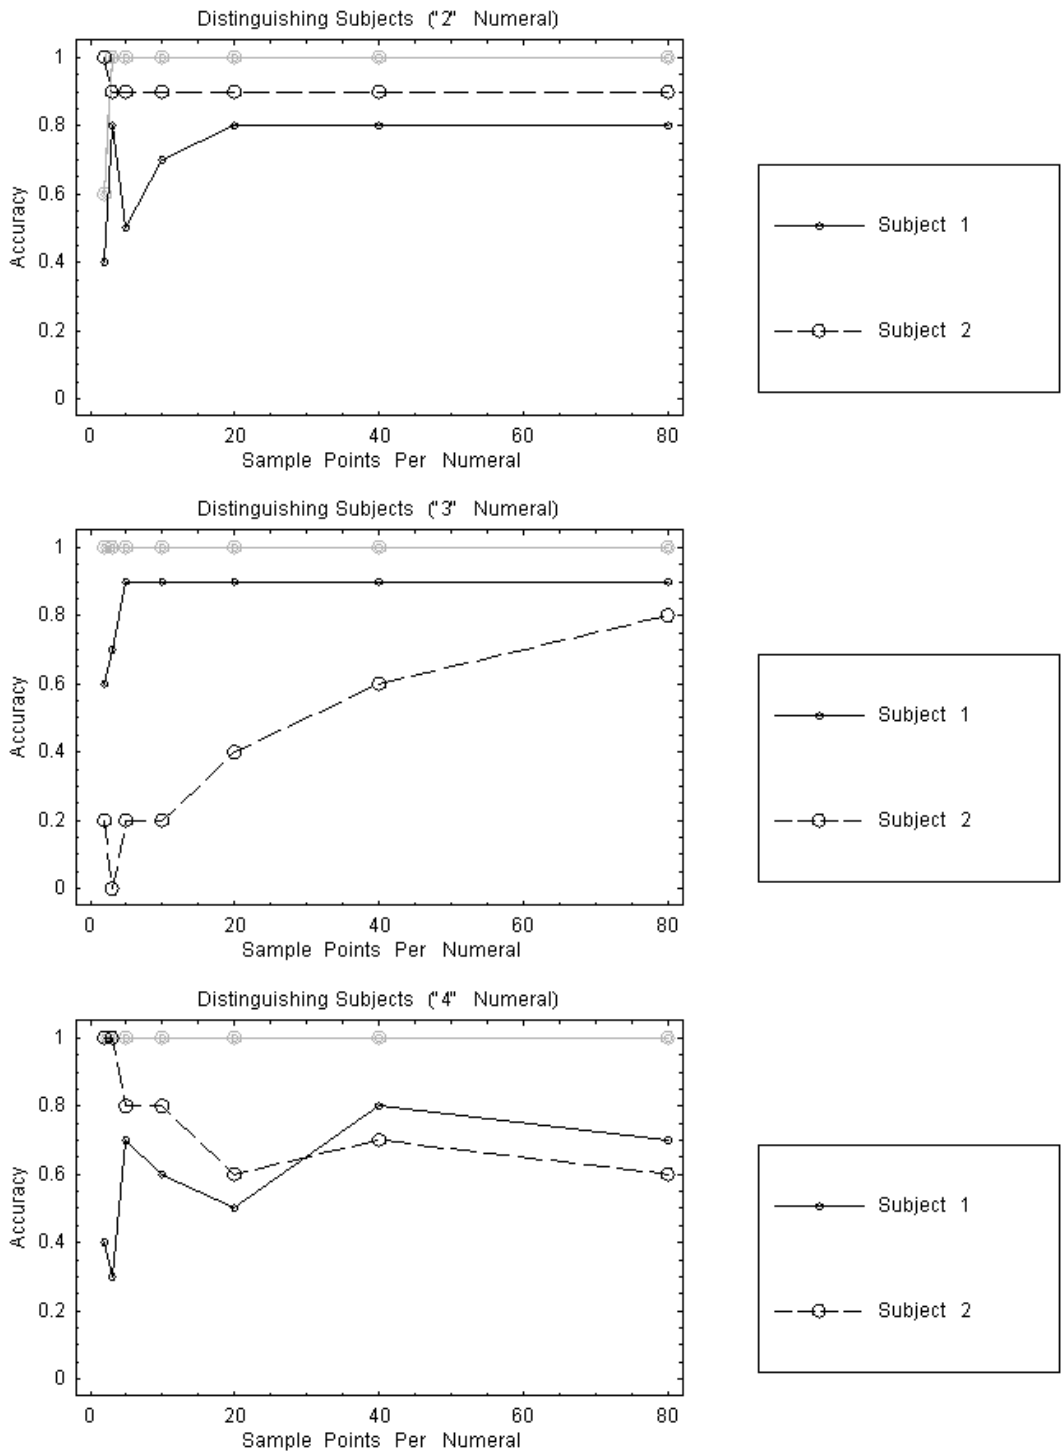 Distinguishing Subjects ("2" Numeral)
1
0.8
0.6
0.4
0.2
0
Accuracy
0 20 40 60 80
Sample Points Per Numeral
Subject 1
Subject 2
Distinguishing Subjects ("3" Numeral)
1
0.8
0.6
0.4
0.2
0
Accuracy
0 20 40 60 80
Sample Points Per Numeral
Subject 1
Subject 2
Distinguishing Subjects ("4" Numeral)
1
0.8
0.6
0.4
0.2
0
Accuracy
0 20 40 60 80
Sample Points Per Numeral
Subject 1
Subject 2